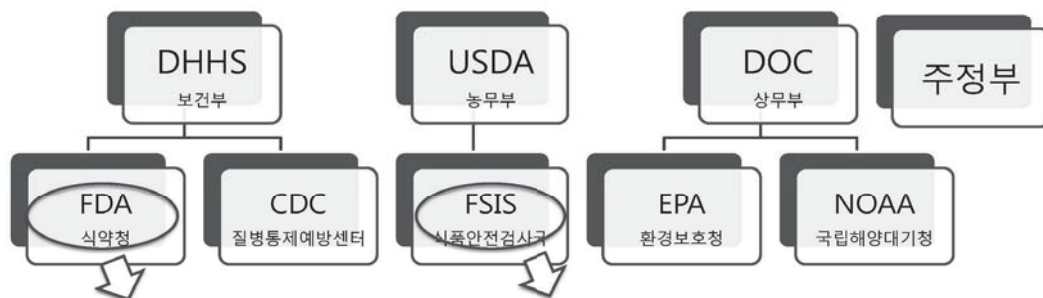 DHHS
보건부
USDA
농무부
DOC
상무부
주정부
FDA
식약청
CDC
질병통제예방센터
FSIS
식품안전검사국
EPA
환경보호청
NOAA
국립해양대기청